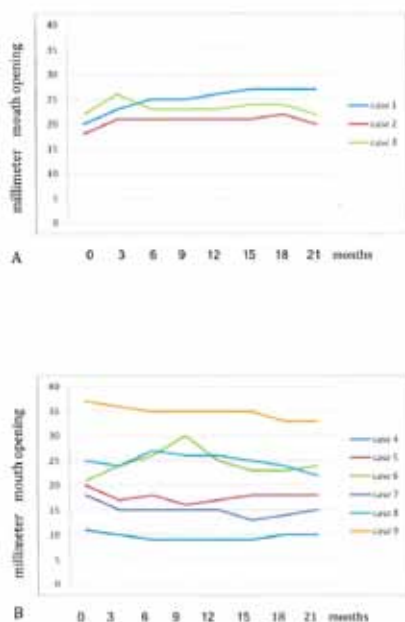 40
35
30
25
20
15
10
5
0
millimeter mouth opening
case 1
case 2
case 3
A
0 3 6 9 12 15 18 21 months
40
35
30
25
20
15
10
5
0
millimeter mouth opening
case 4
case 5
case 6
case 7
case 8
case 9
B
0 3 6 9 12 15 18 21 months